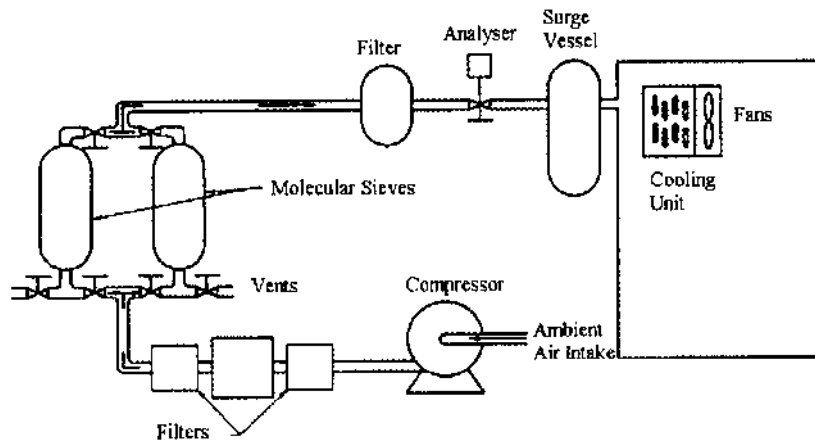 Surge
Vessel
Analyser
Filter
Fans
Cooling
Unit
Molecular Sieves
Vents
Compressor
Ambient
Air Intake
Filters